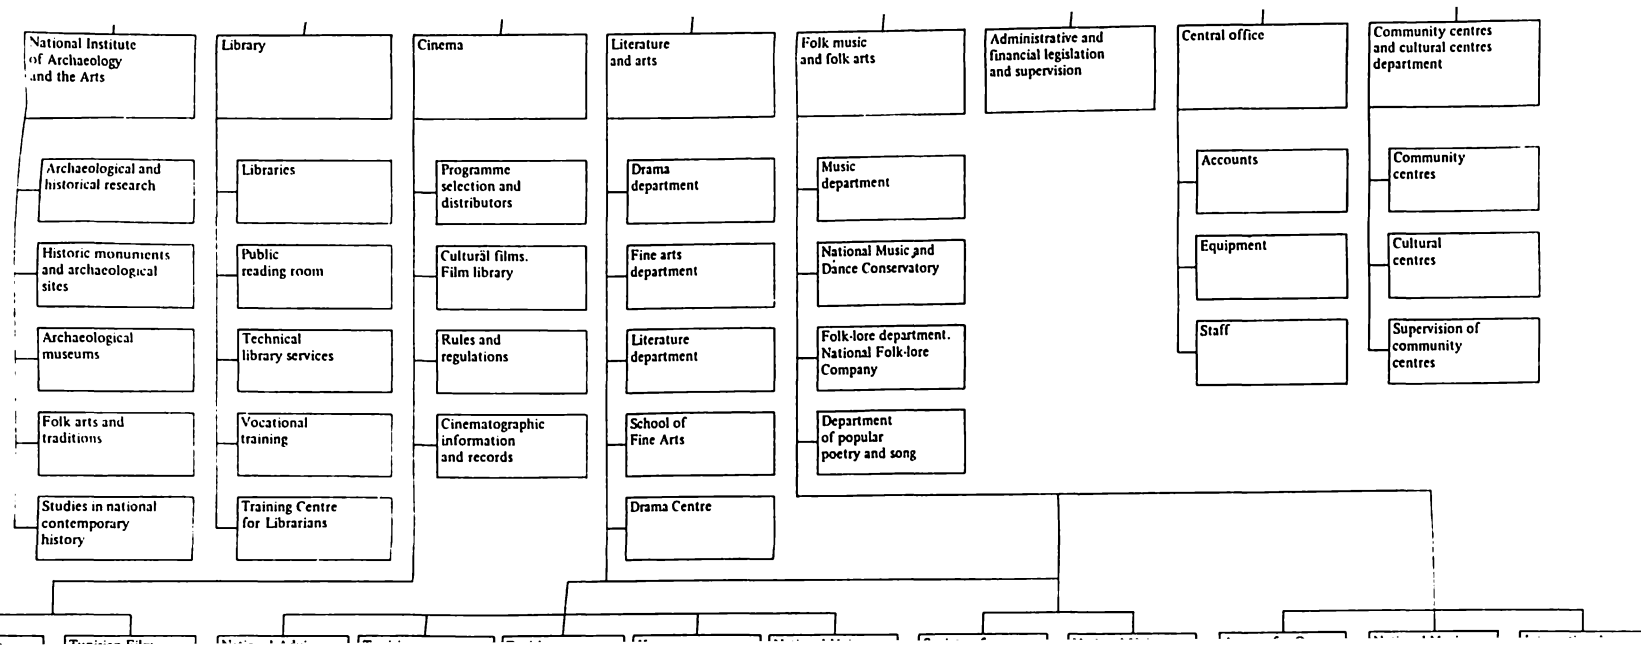 National Institute
of Archaeology
and the Arts
Archaeological and
historical research
Historic monuments
and archaeological
sites
Archaeological
museums
Folk arts and
traditions
Studies in national
contemporary
history
Library
Libraries
Public
reading room
Technical
library services
Vocational
training
Training Centre
for Librarians
Cinema
Programme
selection and
distributors
Cultural films.
Film library
Rules and
regulations
Cinematographic
information
and records
Literature
and arts
Drama
department
Fine arts
department
Literature
department
School of
Fine Arts
Drama Centre
Folk music
and folk arts
Music
department
National Music and
Dance Conservatory
Folk-lore department.
National Folk-lore
Company
Department
of popular
poetry and song
Administrative and
financial legislation
and supervision
Central office
Accounts
Equipment
Staff
Community centres
and cultural centres
department
Community
centres
Cultural
centres
Supervision of
community
centres